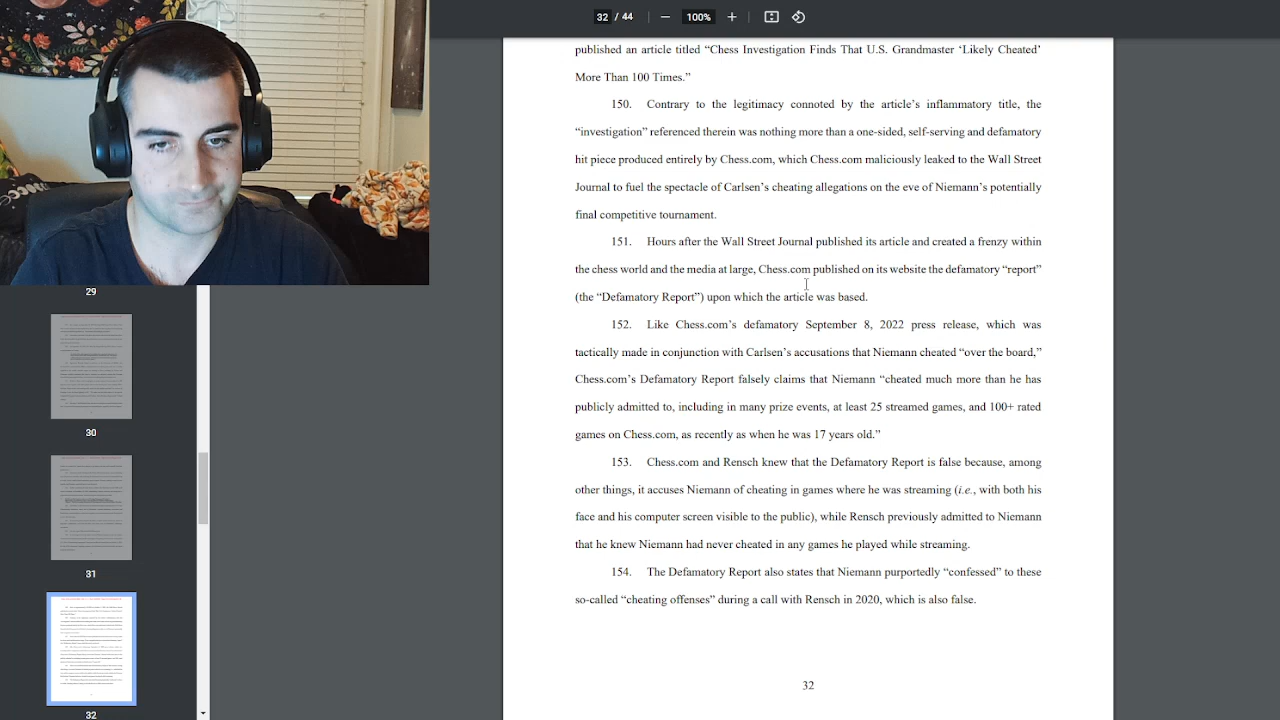 32 / 44
100%
published an article titled “Chess Investigation Finds That U.S. Grandmaster ‘Likely Cheated’
More Than 100 Times.”
150. Contrary to the legitimacy connoted by the article’s inflammatory title, the
“investigation” referenced therein was nothing more than a one-sided, self-serving and defamatory
hit piece produced entirely by Chess.com, which Chess.com maliciously leaked to the Wall Street
Journal to fuel the spectacle of Carlsen’s cheating allegations on the eve of Niemann’s potentially
final competitive tournament.
151. Hours after the Wall Street Journal published its article and created a frenzy within
the chess world and the media at large, Chess.com published on its website the defamatory “report”
(the “Defamatory Report”) upon which the article was based.
152. Like Chess.com’s defamatory September 8, 2022 press release, which was
tactically made in conjunction with Carlsen’s accusations that Niemann cheated “over the board,”
Chess.com’s Defamatory Report falsely claims that Niemann “cheated much more than he has
publicly admitted to, including in many prize events, at least 25 streamed games, and 100+ rated
games on Chess.com, as recently as when he was 17 years old.”
153. Chess.com and Rensch knew that the Defamatory Report is false because, among
other things, it accuses Niemann of cheating in games where he was streaming (i.e., with both his
face and his computer screen visible to the public), while Rensch previously admitted to Niemann
that he knew Niemann had never cheated in any games he played while streaming.
154. The Defamatory Report also states that Niemann purportedly “confessed” to these
so-called “cheating offenses” during a call with Rensch in 2020, which is also false.
32
29
30
31
32